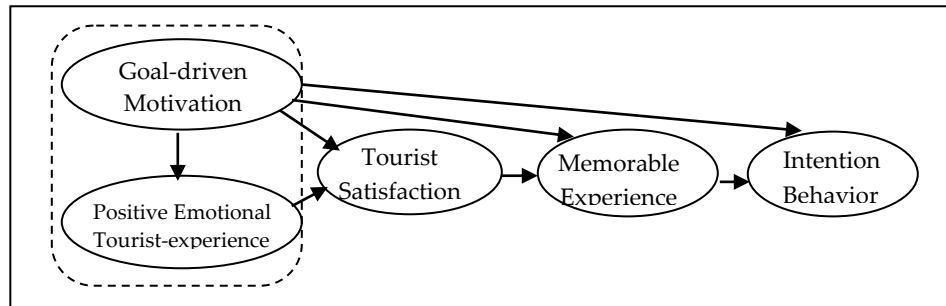 Goal-driven
Motivation
Positive Emotional
Tourist-experience
Tourist
Satisfaction
Memorable
Experience
Intention
Behavior